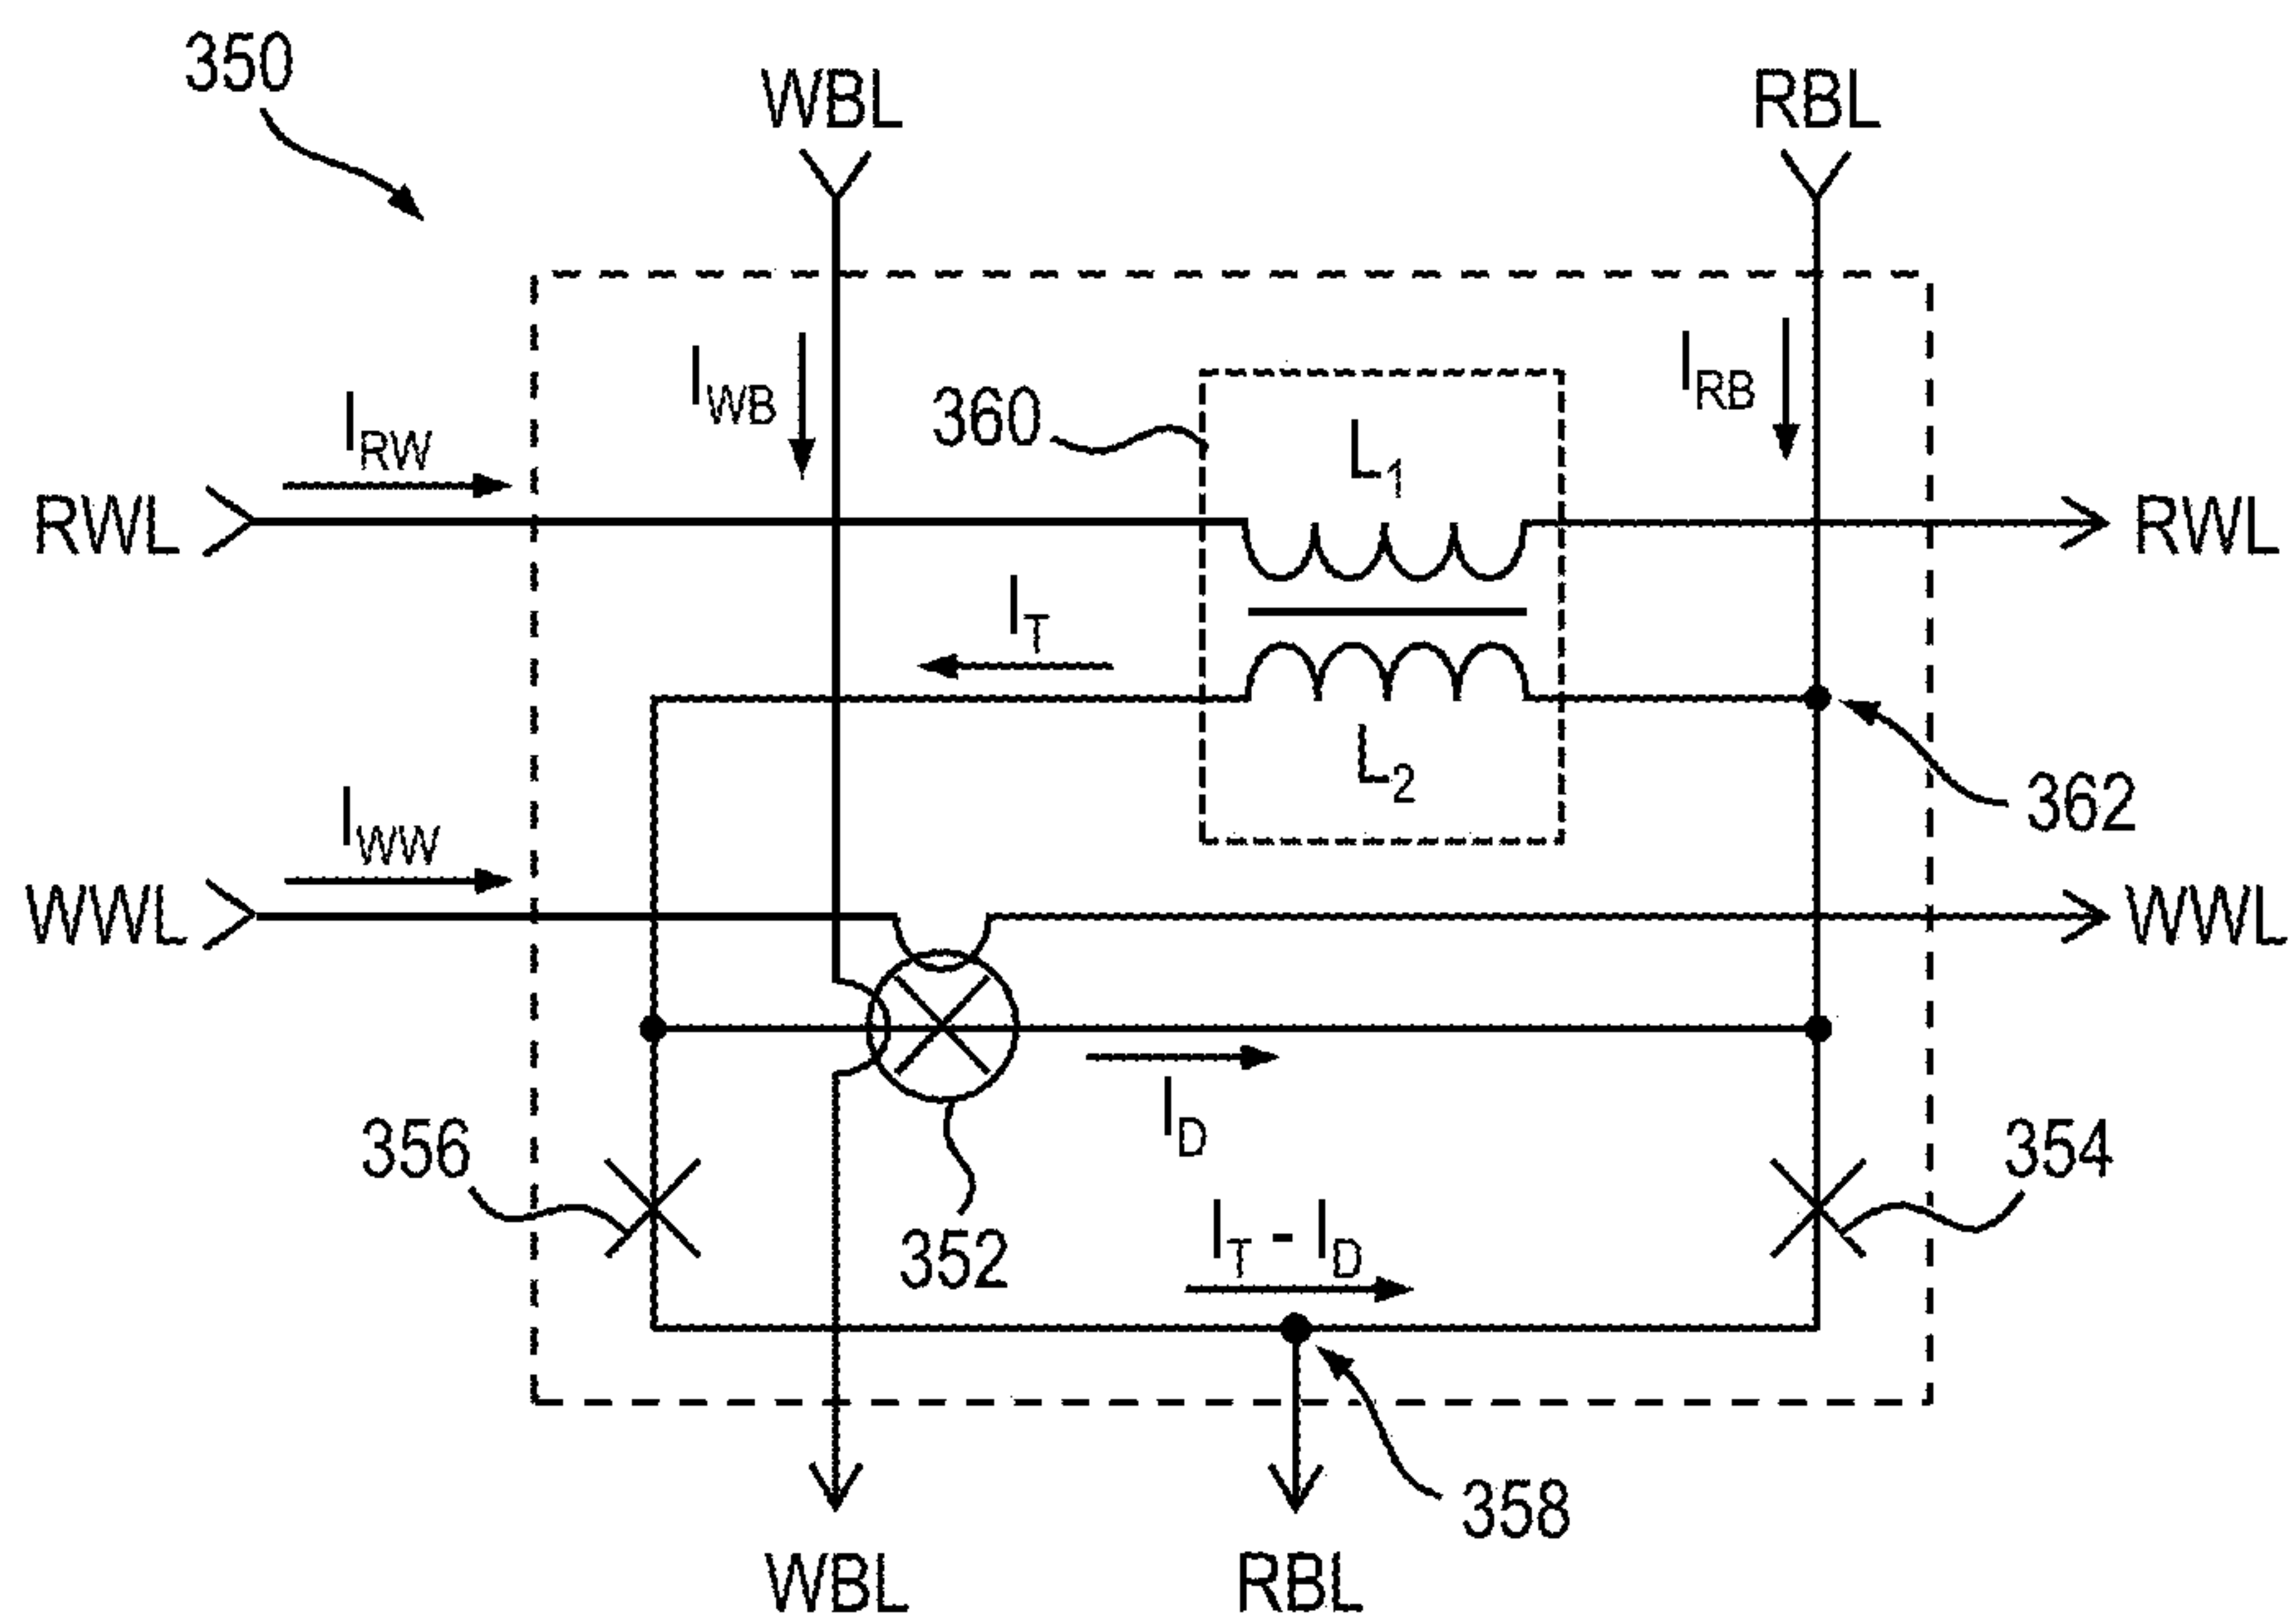 350
WBL
RBL
I_WB
I_RB
I_RW
360
L_1
RWL
RWL
I_T
L_2
362
I_WW
WWL
WWL
I_D
356
354
352
I_T - I_D
358
WBL
RBL